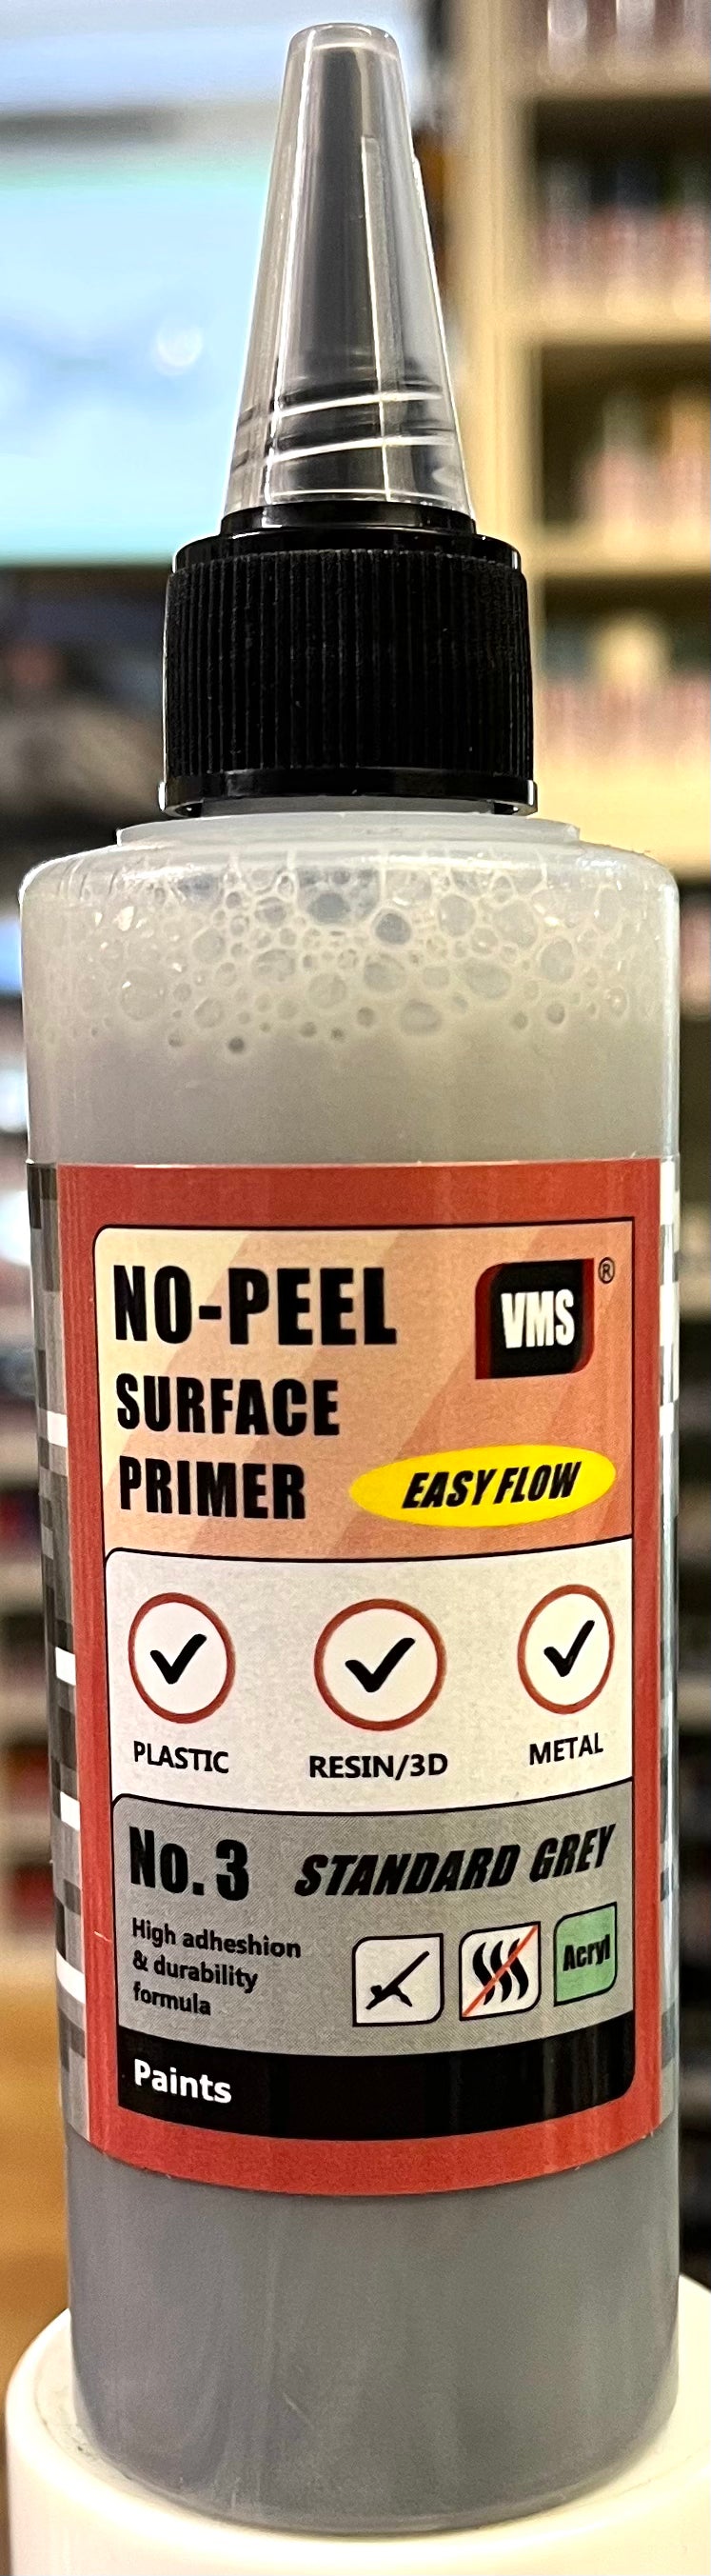 NO-PEEL
SURFACE
PRIMER
VMS ®
EASY FLOW
PLASTIC
RESIN/3D
METAL
No. 3 STANDARD GREY
High adheshion
& durability
formula
Acryl
Paints